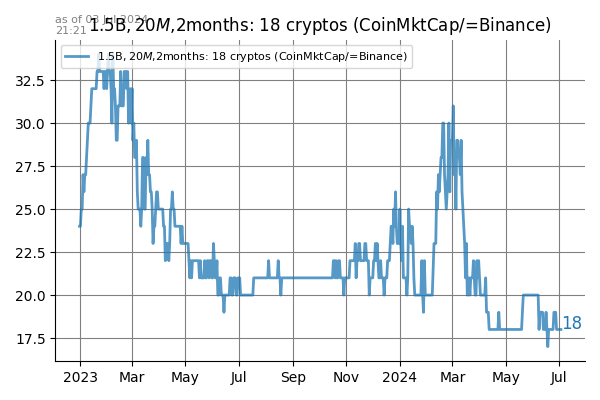 as of 03 Jul 2024
21:21
1.5B, 20M, 2months: 18 cryptos (CoinMktCap/=Binance)
1.5B, 20M, 2months: 18 cryptos (CoinMktCap/=Binance)
32.5
30.0
27.5
25.0
22.5
20.0
17.5
18
2023 Mar May Jul Sep Nov 2024 Mar May Jul